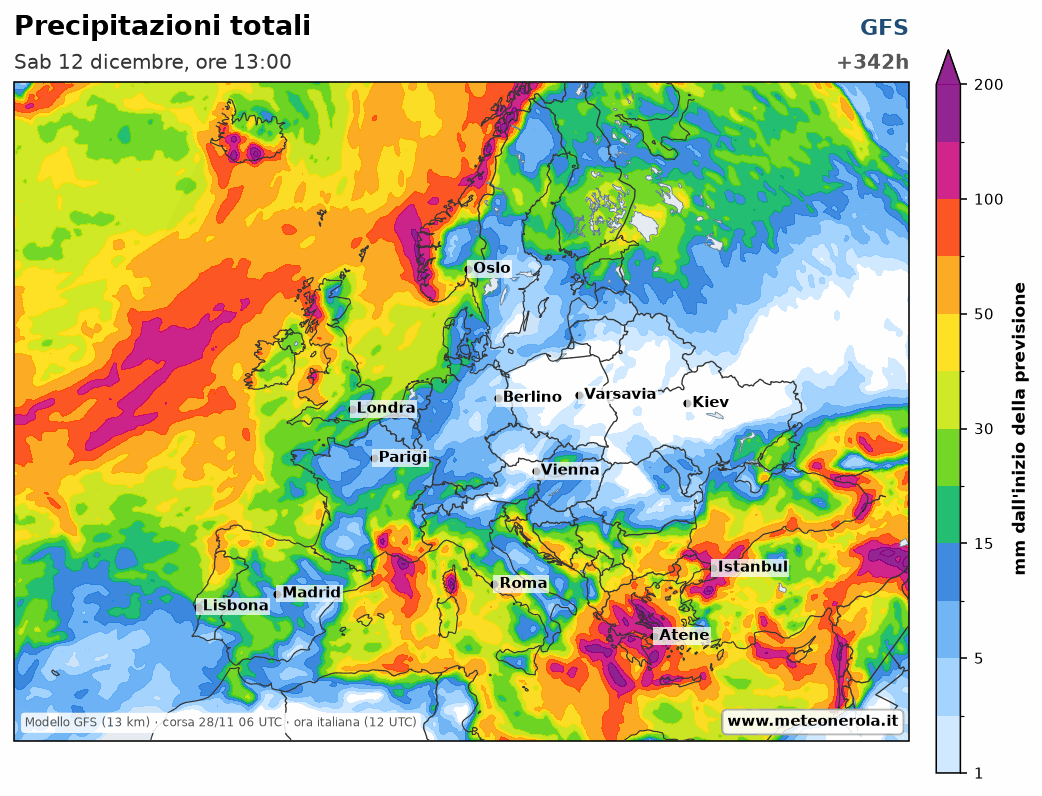 Precipitazioni totali
GFS
Sab 12 dicembre, ore 13:00
+342h
200
100
50
30
15
5
1
mm dall'inizio della previsione
Oslo
Berlino
Varsavia
Kiev
Londra
Parigi
Vienna
Istanbul
Roma
Madrid
Lisbona
Atene
Modello GFS (13 km) · corsa 28/11 06 UTC · ora italiana (12 UTC)
www.meteonerola.it